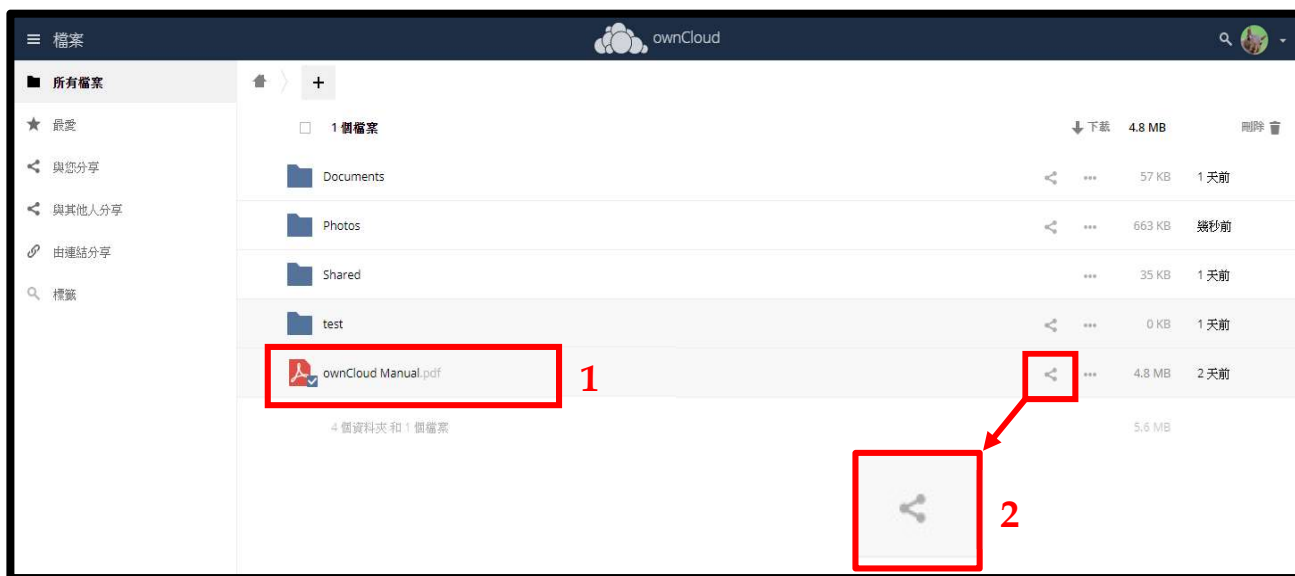 檔案 ownCloud
所有檔案
+
最愛
1 個檔案 下載 4.8 MB 刪除
與您分享
Documents 57 KB 1 天前
與其他人分享
Photos 663 KB 幾秒前
由連結分享
Shared 35 KB 1 天前
標籤
test 0 KB 1 天前
ownCloud Manual.pdf 1 4.8 MB 2 天前
4 個資料夾 和 1 個檔案 5.6 MB
2